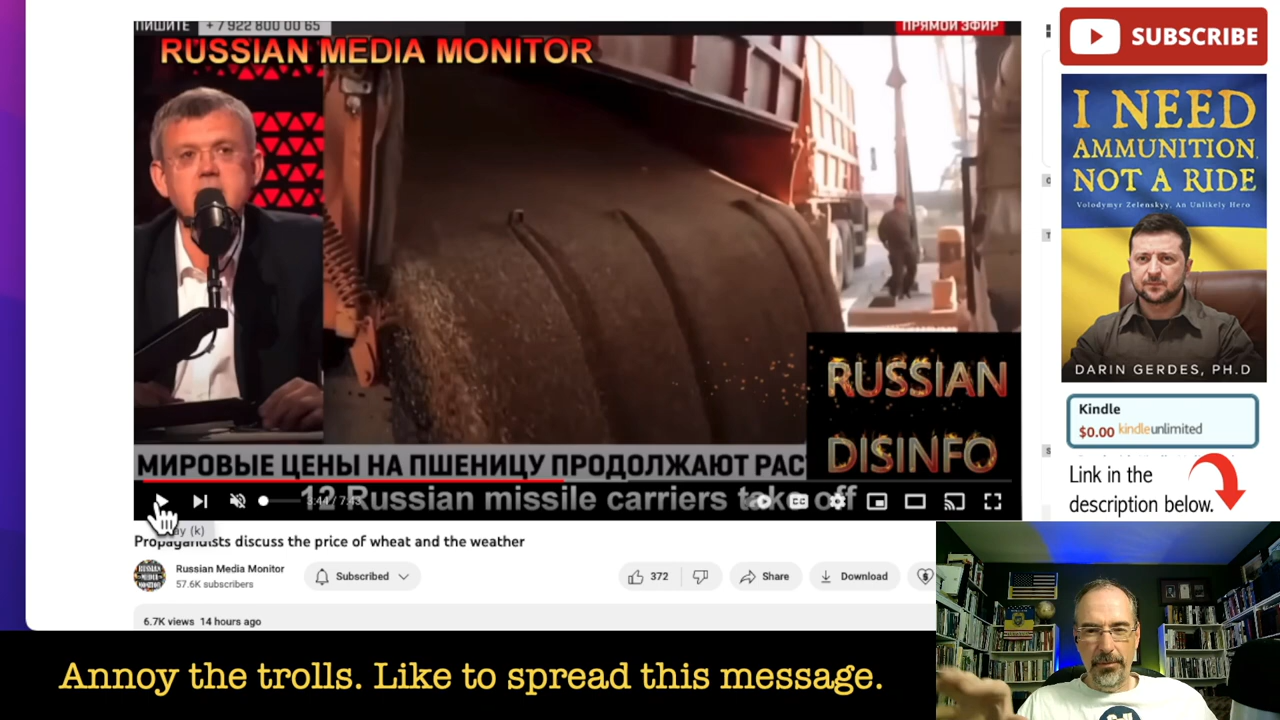 ПИШИТЕ
+ 7 922 800 00 65
ПРЯМОЙ ЭФИР
RUSSIAN MEDIA MONITOR
RUSSIAN
DISINFO
МИРОВЫЕ ЦЕНЫ НА ПШЕНИЦУ ПРОДОЛЖАЮТ РАС
12 Russian missile carriers take off
Propagandists discuss the price of wheat and the weather
Russian Media Monitor
57.6K subscribers
Subscribed
372
Share
Download
6.7K views 14 hours ago
SUBSCRIBE
I NEED
AMMUNITION,
NOT A RIDE
Volodymyr Zelenskyy, An Unlikely Hero
DARIN GERDES, PH.D
Kindle
$0.00 kindleunlimited
Link in the
description below.
Annoy the trolls. Like to spread this message.